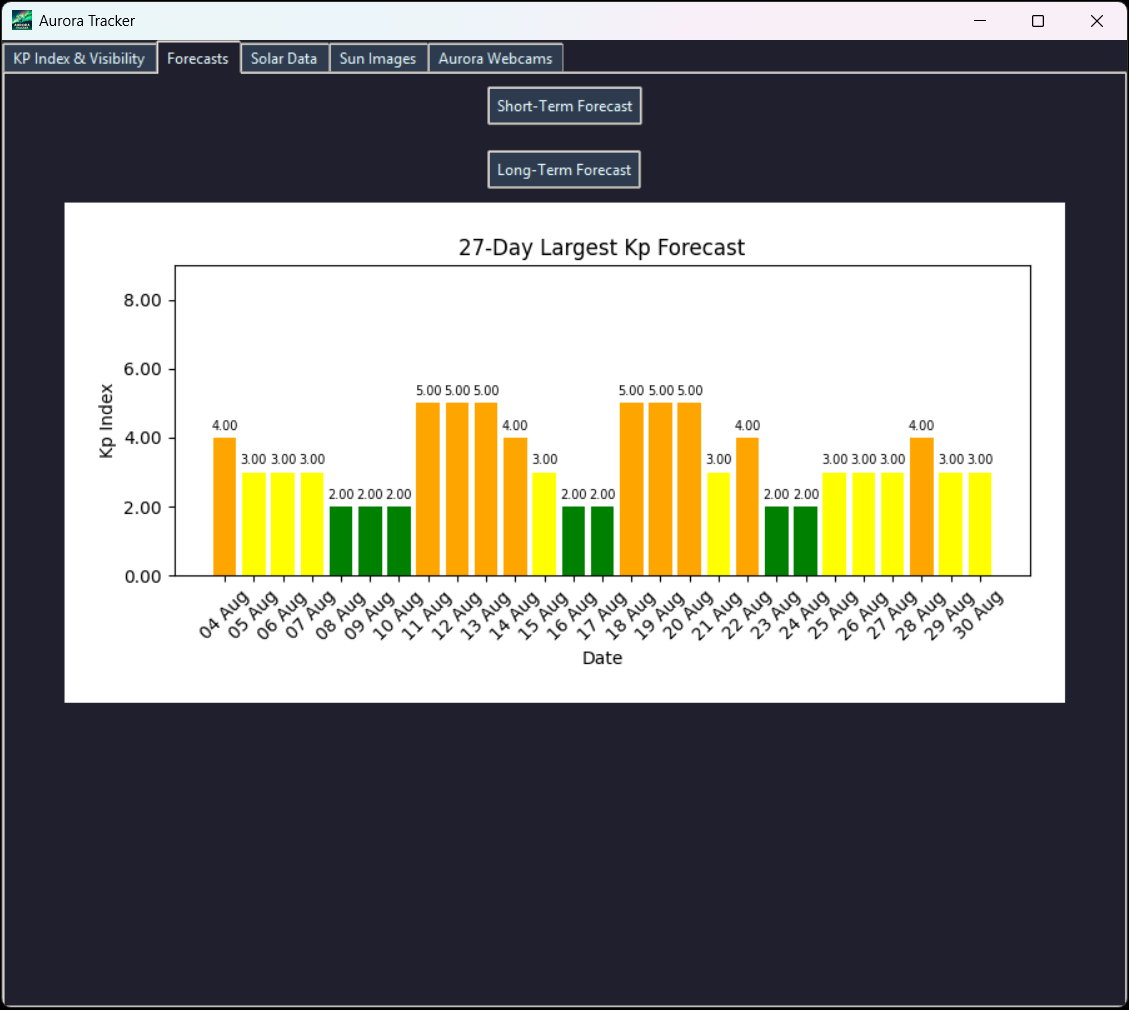 Aurora Tracker
KP Index & Visibility Forecasts Solar Data Sun Images Aurora Webcams
Short-Term Forecast
Long-Term Forecast
27-Day Largest Kp Forecast
8.00
6.00
4.00
2.00
0.00
Kp Index
4.00 3.00 3.00 3.00 2.00 2.00 2.00 5.00 5.00 5.00 4.00 3.00 2.00 2.00 5.00 5.00 5.00 3.00 4.00 2.00 2.00 3.00 3.00 3.00 4.00 3.00 3.00
04 Aug 05 Aug 06 Aug 07 Aug 08 Aug 09 Aug 10 Aug 11 Aug 12 Aug 13 Aug 14 Aug 15 Aug 16 Aug 17 Aug 18 Aug 19 Aug 20 Aug 21 Aug 22 Aug 23 Aug 24 Aug 25 Aug 26 Aug 27 Aug 28 Aug 29 Aug 30 Aug
Date